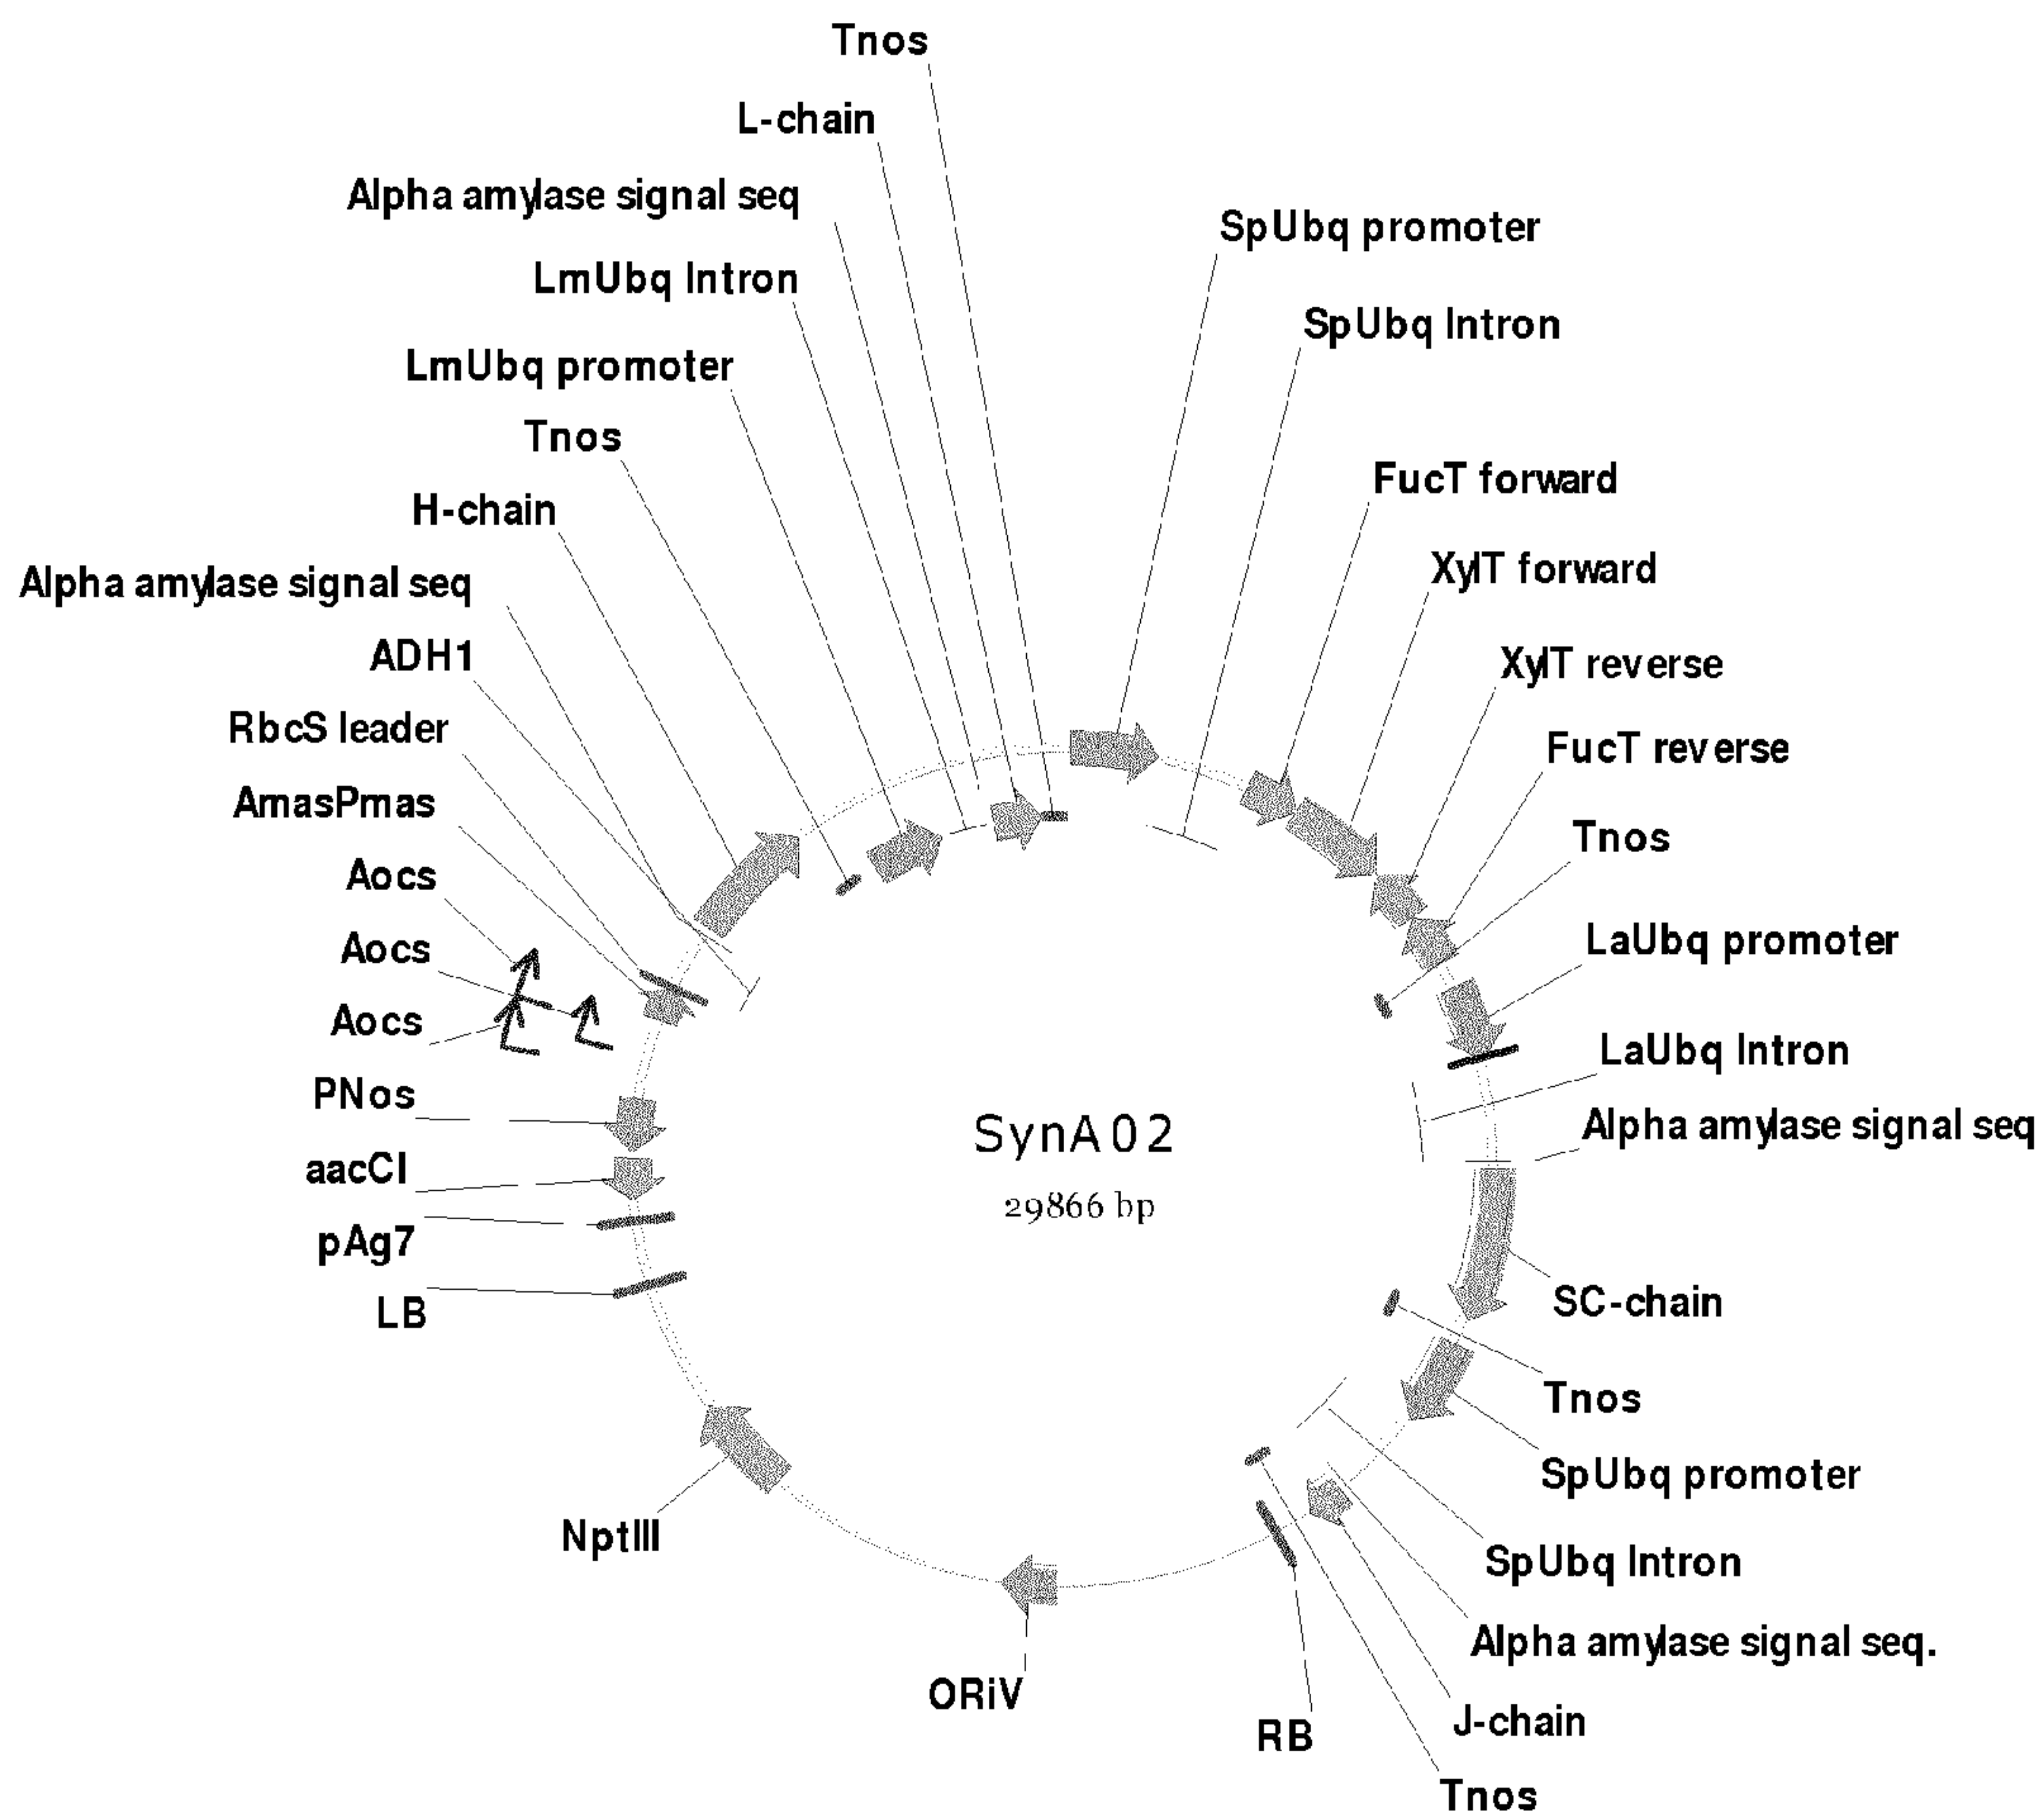 Tnos
L-chain
Alpha amylase signal seq
SpUbq promoter
LmUbq Intron
SpUbq Intron
LmUbq promoter
Tnos
FucT forward
H-chain
XylT forward
Alpha amylase signal seq
ADH1
XylT reverse
RbcS leader
FucT reverse
AmasPmas
Tnos
Aocs
LaUbq promoter
Aocs
Aocs
LaUbq Intron
PNos
Alpha amylase signal seq
SynA02
aacCI
29866 bp
pAg7
SC-chain
LB
Tnos
SpUbq promoter
NptIII
SpUbq Intron
Alpha amylase signal seq.
ORiV
J-chain
RB
Tnos